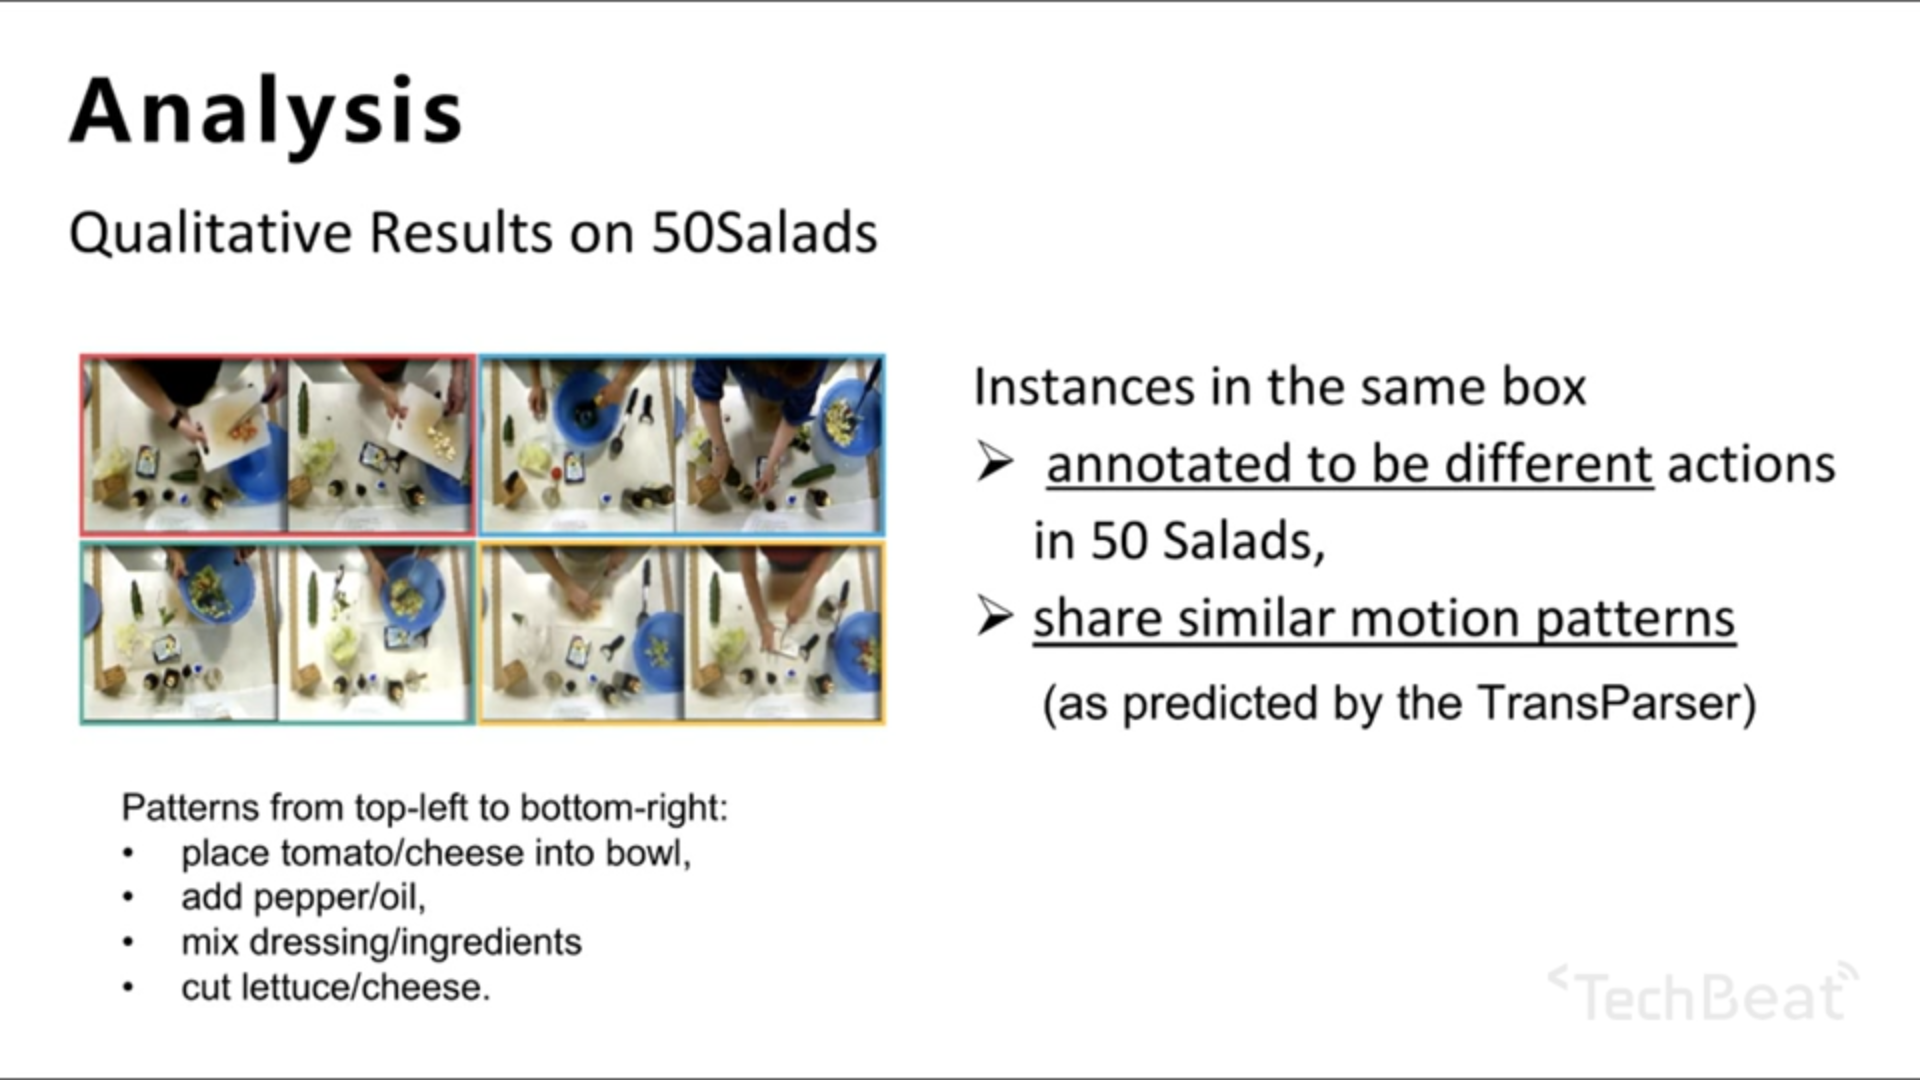 Analysis
Qualitative Results on 50Salads
Instances in the same box
➢ annotated to be different actions
in 50 Salads,
➢ share similar motion patterns
(as predicted by the TransParser)
Patterns from top-left to bottom-right:
• place tomato/cheese into bowl,
• add pepper/oil,
• mix dressing/ingredients
• cut lettuce/cheese.
TechBeat